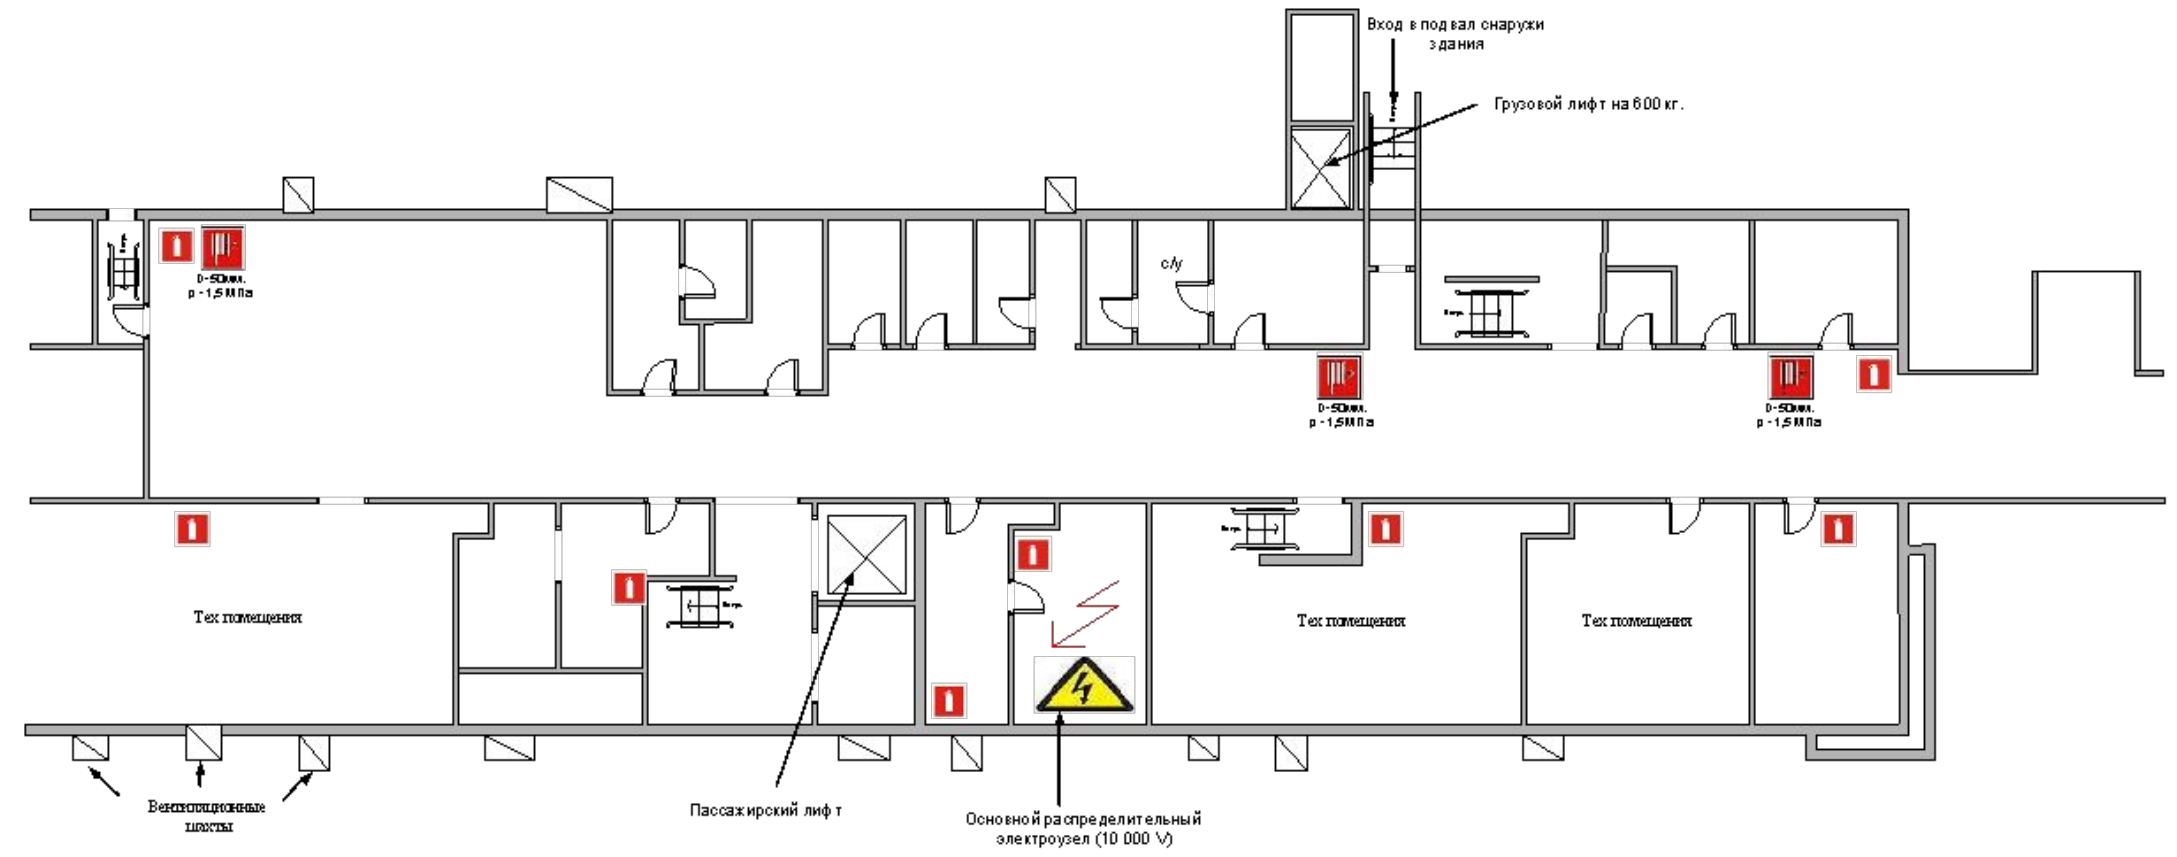 Вход в подвал снаружи
здания
Грузовой лифт на 600 кг.
с/у
D-50мм.
р - 1,5 МПа
D-50мм.
р - 1,5 МПа
D-50мм.
р - 1,5 МПа
Тех помещения
Тех помещения
Тех помещения
Вентиляционные
шахты
Пассажирский лифт
Основной распределительный
электроузел (10 000 V)